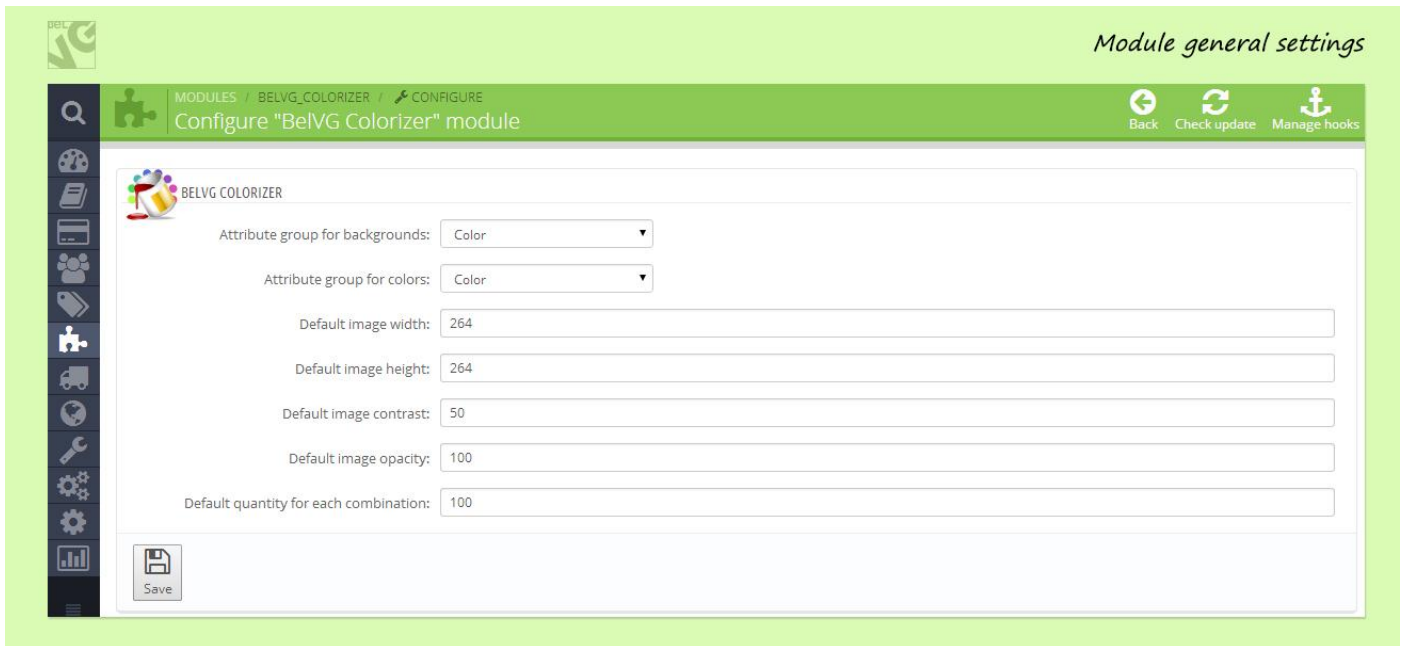 BelVG
Module general settings
MODULES / BELVG_COLORIZER / CONFIGURE
Configure "BelVG Colorizer" module
Back Check update Manage hooks
BELVG COLORIZER
Attribute group for backgrounds: Color
Attribute group for colors: Color
Default image width: 264
Default image height: 264
Default image contrast: 50
Default image opacity: 100
Default quantity for each combination: 100
Save